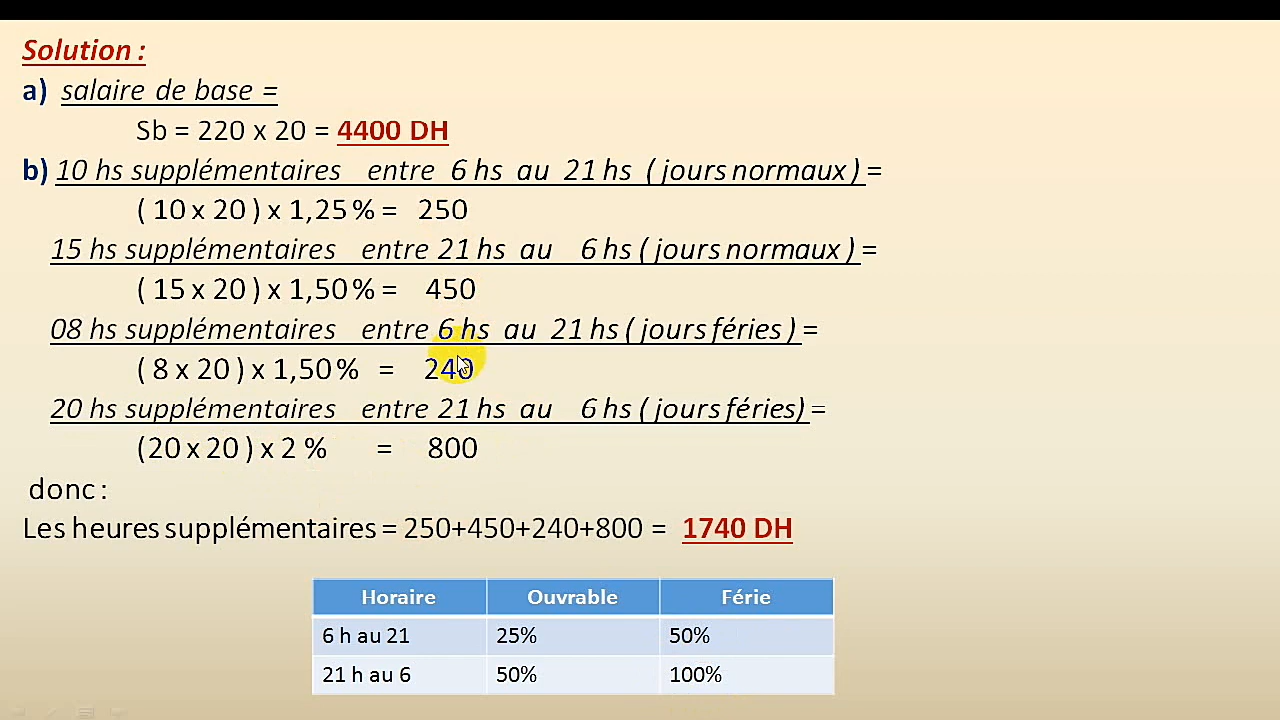 Solution :
a) salaire de base =
Sb = 220 x 20 = 4400 DH
b) 10 hs supplémentaires entre 6 hs au 21 hs ( jours normaux ) =
( 10 x 20 ) x 1,25 % = 250
15 hs supplémentaires entre 21 hs au 6 hs ( jours normaux ) =
( 15 x 20 ) x 1,50 % = 450
08 hs supplémentaires entre 6 hs au 21 hs ( jours féries ) =
( 8 x 20 ) x 1,50 % = 240
20 hs supplémentaires entre 21 hs au 6 hs ( jours féries) =
(20 x 20 ) x 2 % = 800
donc :
Les heures supplémentaires = 250+450+240+800 = 1740 DH
Horaire Ouvrable Férie
6 h au 21 25% 50%
21 h au 6 50% 100%